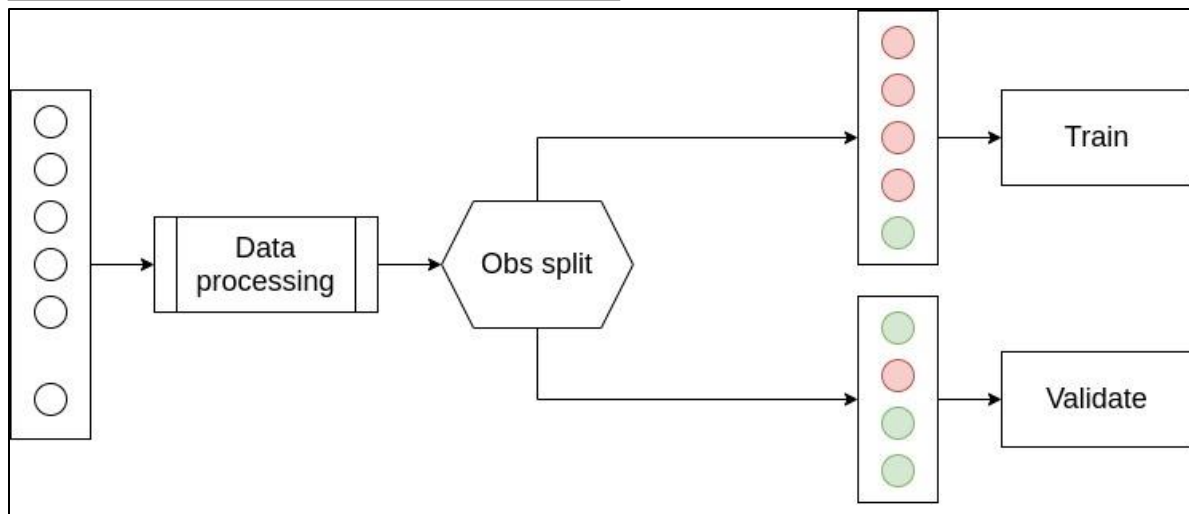 Data
processing
Obs split
Train
Validate